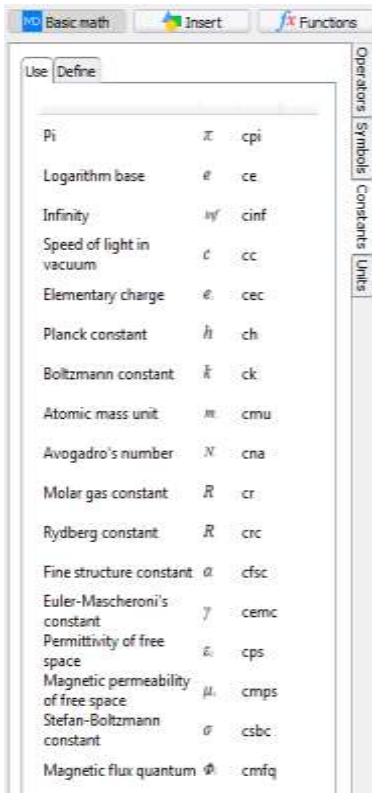 MD Basic math Insert fx Functions
Use Define
Pi π cpi
Logarithm base e ce
Infinity inf cinf
Speed of light in
vacuum c cc
Elementary charge e cec
Planck constant h ch
Boltzmann constant k ck
Atomic mass unit m cmu
Avogadro's number N cna
Molar gas constant R cr
Rydberg constant R crc
Fine structure constant α cfsc
Euler-Mascheroni's
constant γ cemc
Permittivity of free
space ε cps
Magnetic permeability
of free space μ cmps
Stefan-Boltzmann
constant σ csbc
Magnetic flux quantum Φ cmfq
Operators
Symbols
Constants
Units